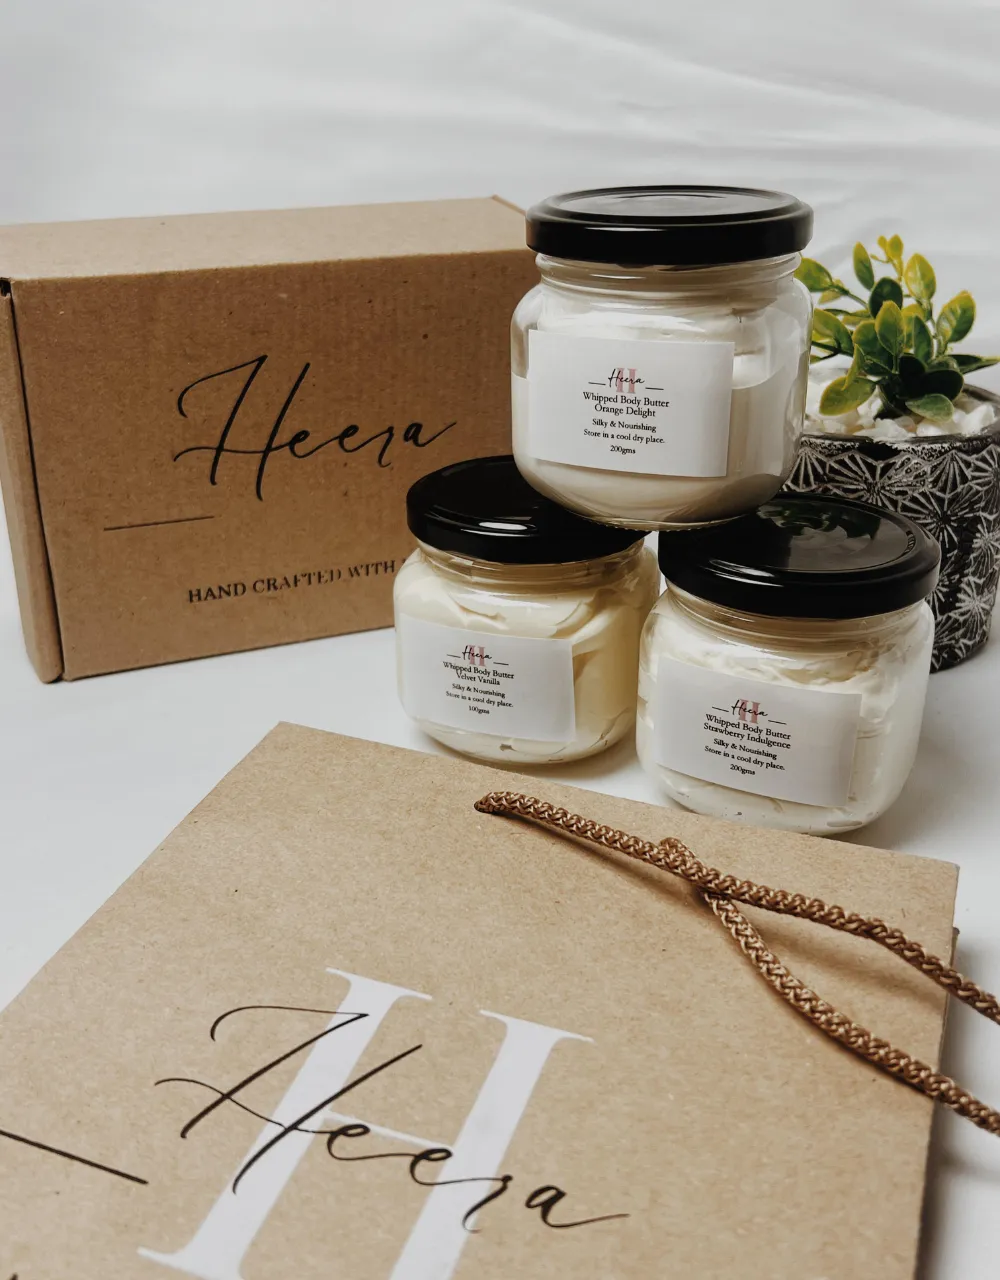 Heera
HAND CRAFTED WITH
Heera
H
Whipped Body Butter
Orange Delight
Silky & Nourishing
Store in a cool dry place.
200gms
Heera
H
Whipped Body Butter
Velvet Vanilla
Silky & Nourishing
Store in a cool dry place.
100gms
Heera
H
Whipped Body Butter
Strawberry Indulgence
Silky & Nourishing
Store in a cool dry place.
200gms
H
Heera